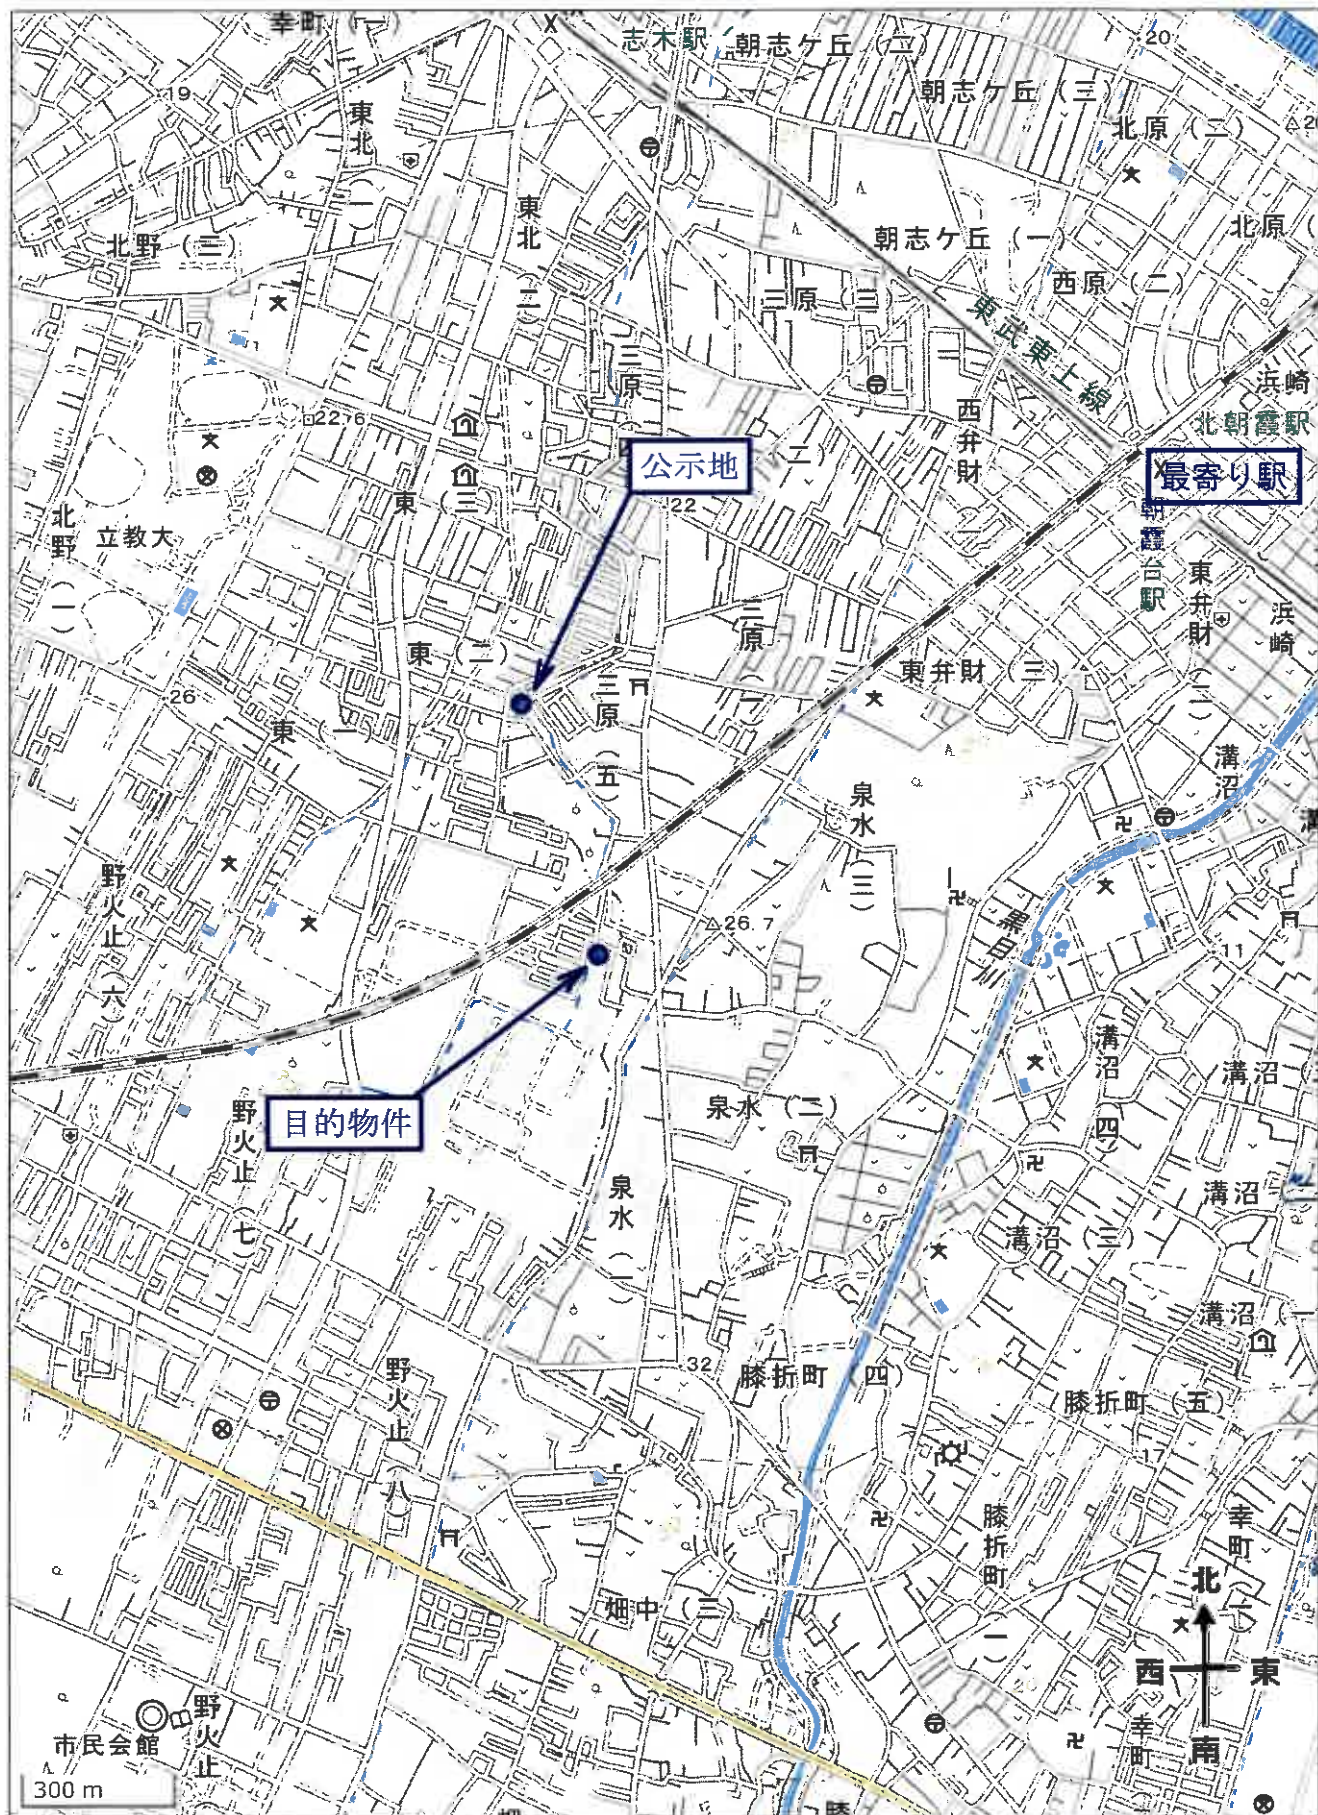 幸町(一)
志木駅
朝志ケ丘(二)
20
19
朝志ケ丘(三)
北原(二)
東北(一)
東北(二)
北野(三)
朝志ケ丘(一)
北原(
西原(二)
三原(三)
東武東上線
三原
浜崎
北朝霞駅
22.6
西弁財
公示地
(二)
最寄り駅
東(三)
22
朝霞台駅
北野(一)
立教大
東弁財(二)
浜崎
三原(一)
東(二)
東弁財(三)
三原(五)
26
東(一)
溝沼
泉水(三)
野火止(六)
黒目川
26.7
11
目的物件
野火止(七)
泉水(二)
溝沼(四)
溝沼(
泉水(一)
溝沼(三)
溝沼(一
32
膝折町(四)
野火止(八)
膝折町(五)
17
膝折町(一)
幸町(一)
畑中(三)
北
西
東
南
野火止
市民会館
幸町
300 m